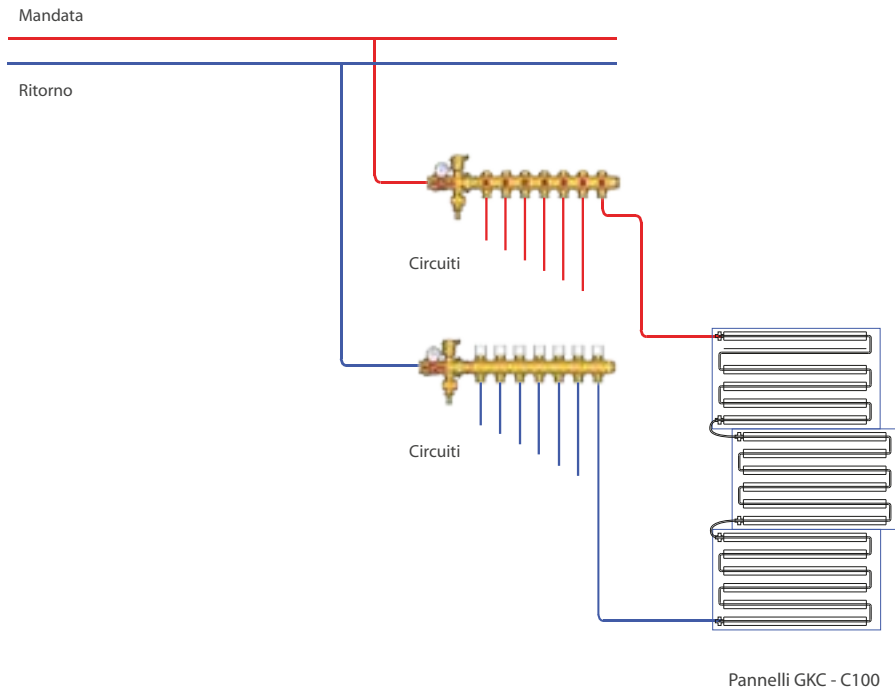 Mandata
Ritorno
Circuiti
Circuiti
Pannelli GKC - C100